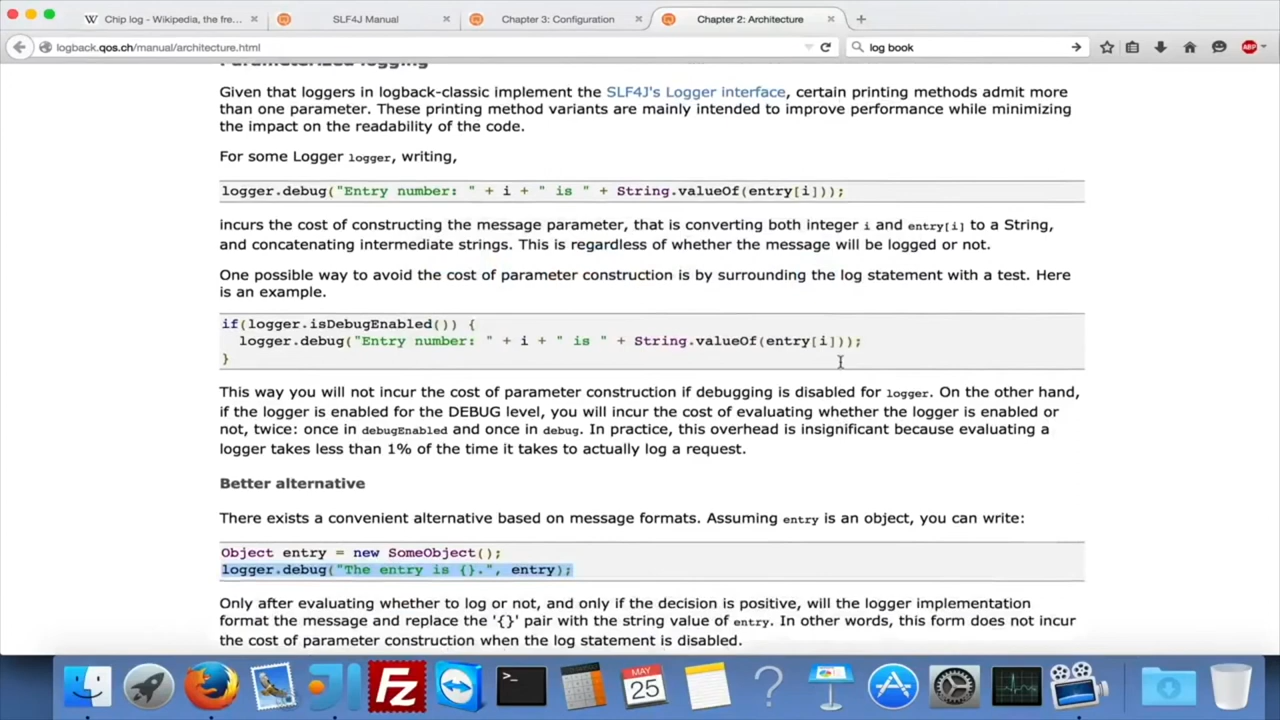 Chip log - Wikipedia, the fre...
SLF4J Manual
Chapter 3: Configuration
Chapter 2: Architecture
logback.qos.ch/manual/architecture.html
log book
ABP
Parameterized logging
Given that loggers in logback-classic implement the SLF4J's Logger interface, certain printing methods admit more
than one parameter. These printing method variants are mainly intended to improve performance while minimizing
the impact on the readability of the code.
For some Logger logger, writing,
logger.debug("Entry number: " + i + " is " + String.valueOf(entry[i]));
incurs the cost of constructing the message parameter, that is converting both integer i and entry[i] to a String,
and concatenating intermediate strings. This is regardless of whether the message will be logged or not.
One possible way to avoid the cost of parameter construction is by surrounding the log statement with a test. Here
is an example.
if(logger.isDebugEnabled()) {
logger.debug("Entry number: " + i + " is " + String.valueOf(entry[i]));
}
This way you will not incur the cost of parameter construction if debugging is disabled for logger. On the other hand,
if the logger is enabled for the DEBUG level, you will incur the cost of evaluating whether the logger is enabled or
not, twice: once in debugEnabled and once in debug. In practice, this overhead is insignificant because evaluating a
logger takes less than 1% of the time it takes to actually log a request.
Better alternative
There exists a convenient alternative based on message formats. Assuming entry is an object, you can write:
Object entry = new SomeObject();
logger.debug("The entry is {}.", entry);
Only after evaluating whether to log or not, and only if the decision is positive, will the logger implementation
format the message and replace the '{}' pair with the string value of entry. In other words, this form does not incur
the cost of parameter construction when the log statement is disabled.
Fz
>_
MAY
25
?